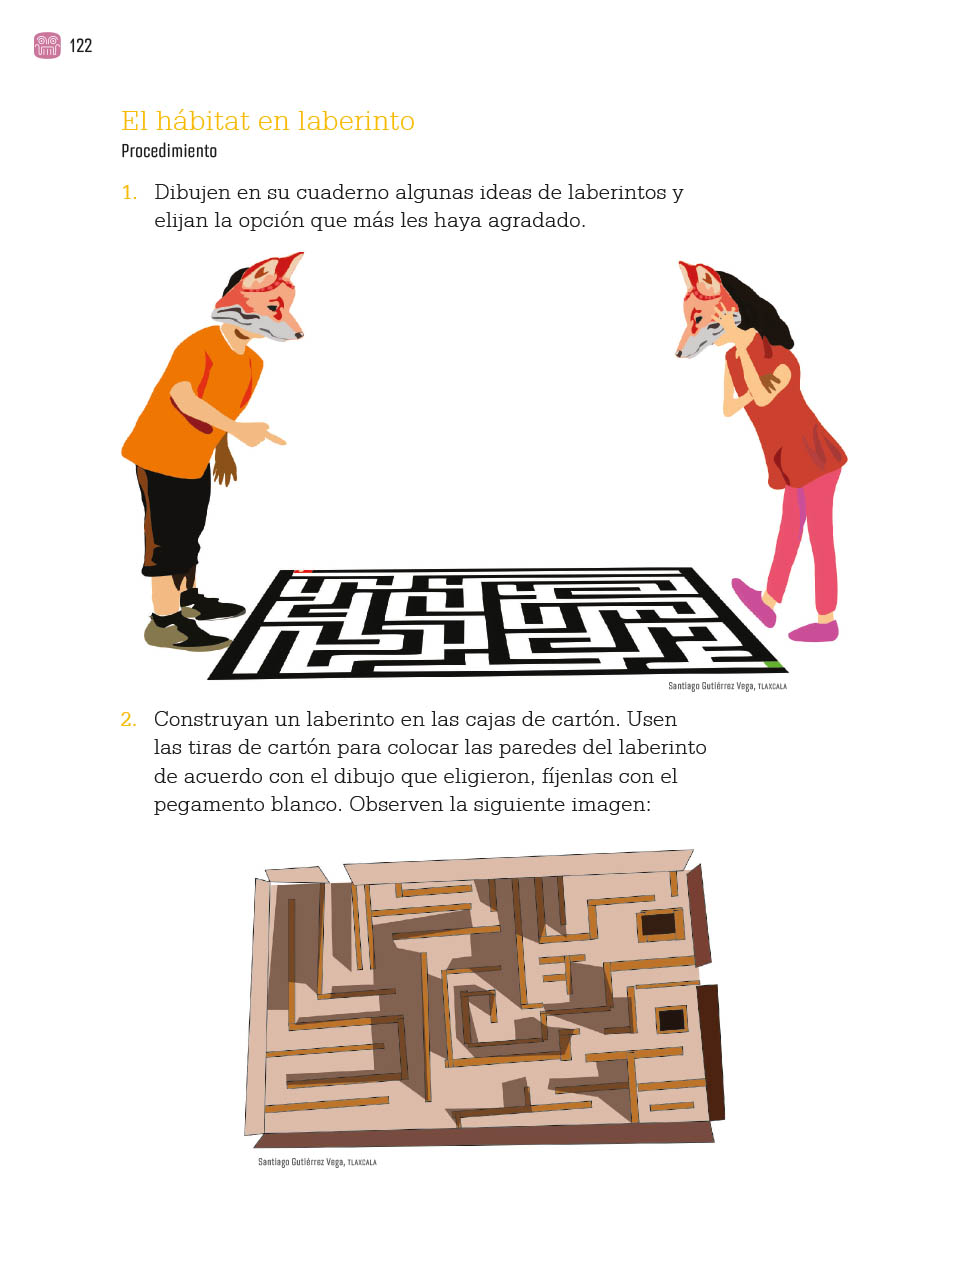 122
El hábitat en laberinto
Procedimiento
1. Dibujen en su cuaderno algunas ideas de laberintos y
elijan la opción que más les haya agradado.
Santiago Gutiérrez Vega, TLAXCALA
2. Construyan un laberinto en las cajas de cartón. Usen
las tiras de cartón para colocar las paredes del laberinto
de acuerdo con el dibujo que eligieron, fíjenlas con el
pegamento blanco. Observen la siguiente imagen:
Santiago Gutiérrez Vega, TLAXCALA